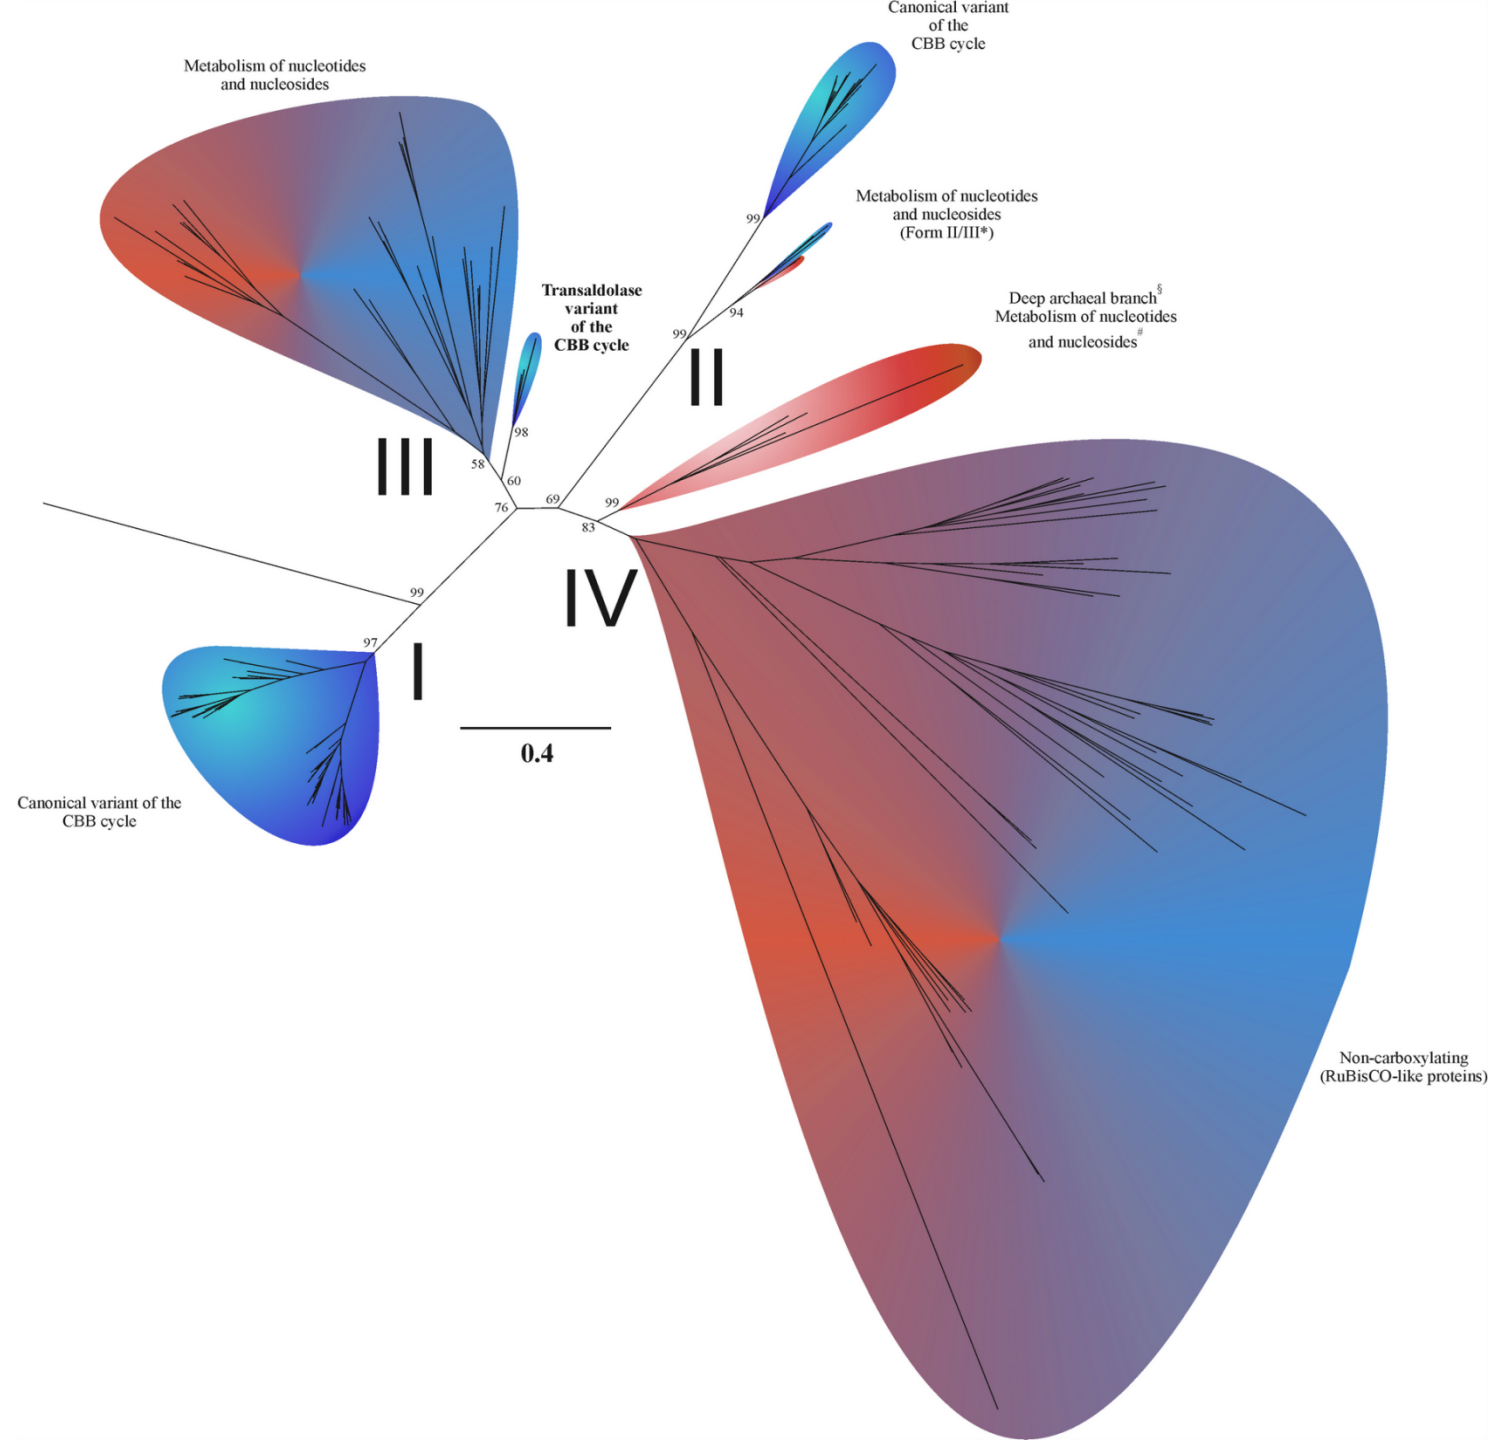 Canonical variant
of the
CBB cycle
Metabolism of nucleotides
and nucleosides
99
Metabolism of nucleotides
and nucleosides
(Form II/III*)
Transaldolase
variant
of the
CBB cycle
94
99
II
Deep archaeal branch§
Metabolism of nucleotides
and nucleosides#
III
98
58
60
76
69
99
83
IV
99
97
I
0.4
Canonical variant of the
CBB cycle
Non-carboxylating
(RuBisCO-like proteins)